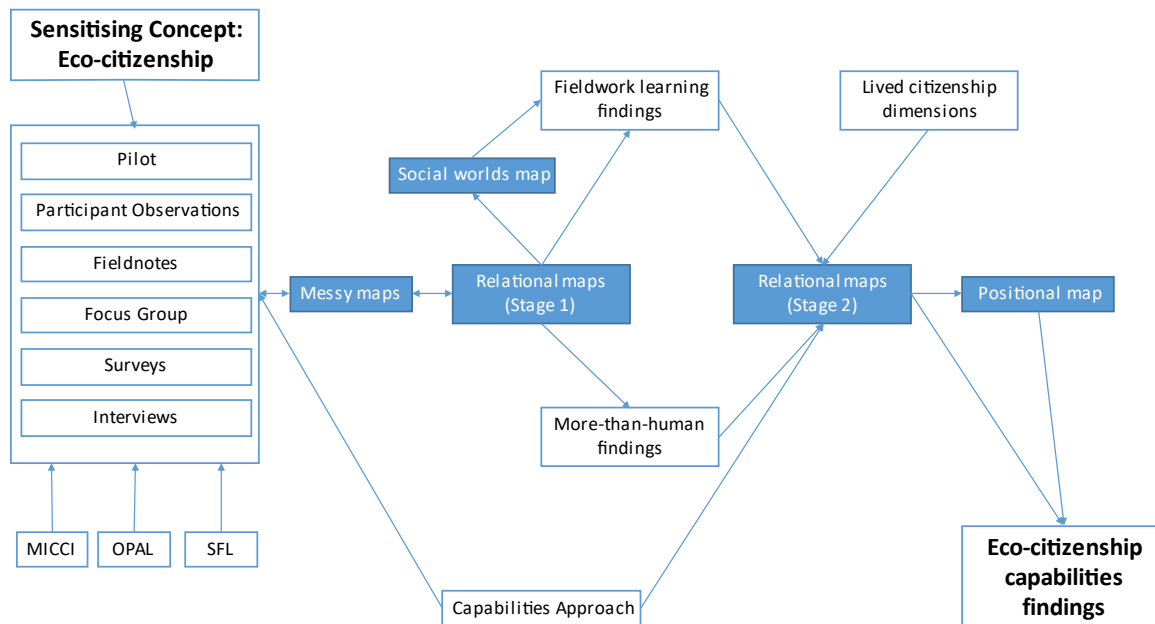 Sensitising Concept:
Eco-citizenship
Pilot
Participant Observations
Fieldnotes
Focus Group
Surveys
Interviews
MICCI
OPAL
SFL
Messy maps
Social worlds map
Relational maps
(Stage 1)
Fieldwork learning
findings
More-than-human
findings
Capabilities Approach
Lived citizenship
dimensions
Relational maps
(Stage 2)
Positional map
Eco-citizenship
capabilities
findings